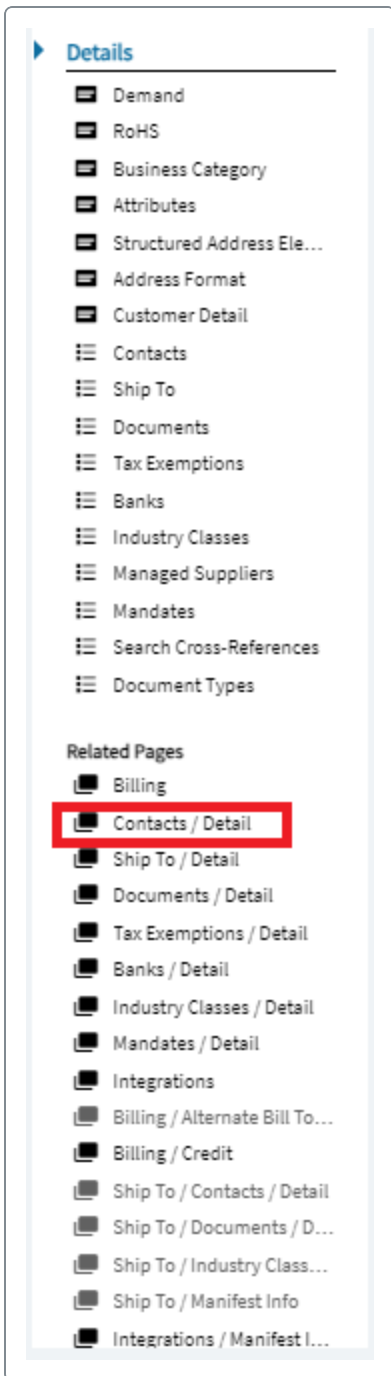 Details
Demand
RoHS
Business Category
Attributes
Structured Address Ele...
Address Format
Customer Detail
Contacts
Ship To
Documents
Tax Exemptions
Banks
Industry Classes
Managed Suppliers
Mandates
Search Cross-References
Document Types
Related Pages
Billing
Contacts / Detail
Ship To / Detail
Documents / Detail
Tax Exemptions / Detail
Banks / Detail
Industry Classes / Detail
Mandates / Detail
Integrations
Billing / Alternate Bill To...
Billing / Credit
Ship To / Contacts / Detail
Ship To / Documents / D...
Ship To / Industry Class...
Ship To / Manifest Info
Integrations / Manifest I...